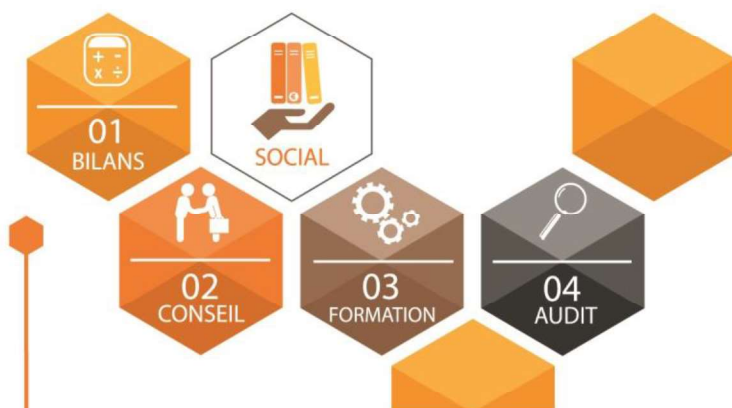 01
BILANS
SOCIAL
02
CONSEIL
03
FORMATION
04
AUDIT